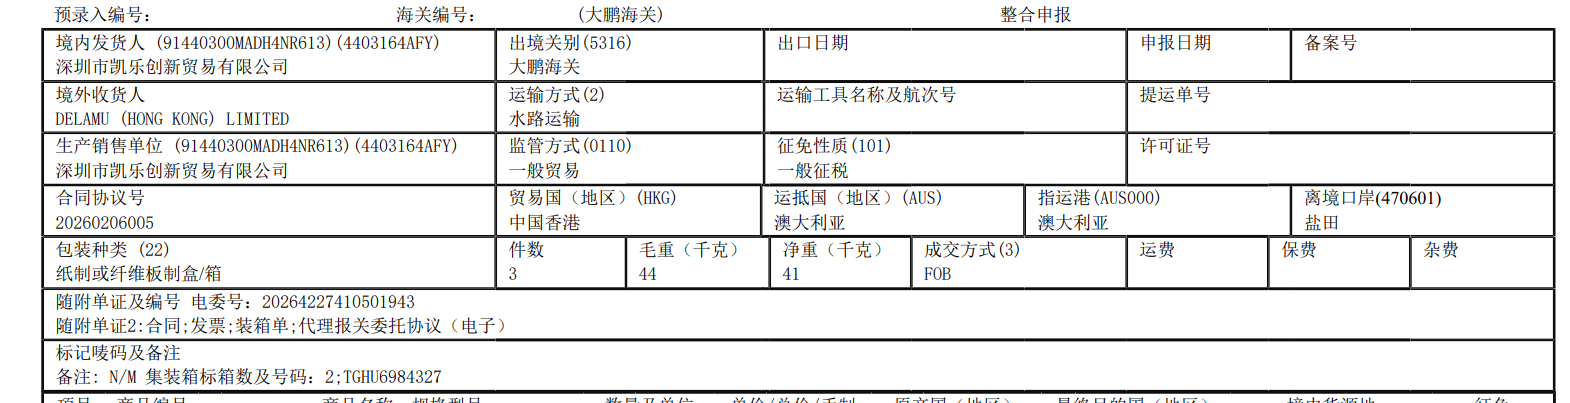 预录入编号: 海关编号: (大鹏海关) 整合申报
境内发货人 (91440300MADH4NR613)(4403164AFY) 出境关别(5316) 出口日期 申报日期 备案号
深圳市凯乐创新贸易有限公司 大鹏海关
境外收货人 运输方式(2) 运输工具名称及航次号 提运单号
DELAMU (HONG KONG) LIMITED 水路运输
生产销售单位 (91440300MADH4NR613)(4403164AFY) 监管方式(0110) 征免性质(101) 许可证号
深圳市凯乐创新贸易有限公司 一般贸易 一般征税
合同协议号 贸易国（地区）(HKG) 运抵国（地区）(AUS) 指运港(AUS000) 离境口岸(470601)
20260206005 中国香港 澳大利亚 澳大利亚 盐田
包装种类 (22) 件数 毛重（千克） 净重（千克） 成交方式(3) 运费 保费 杂费
纸制或纤维板制盒/箱 3 44 41 FOB
随附单证及编号 电委号: 20264227410501943
随附单证2:合同;发票;装箱单;代理报关委托协议（电子）
标记唛码及备注
备注: N/M 集装箱标箱数及号码: 2;TGHU6984327